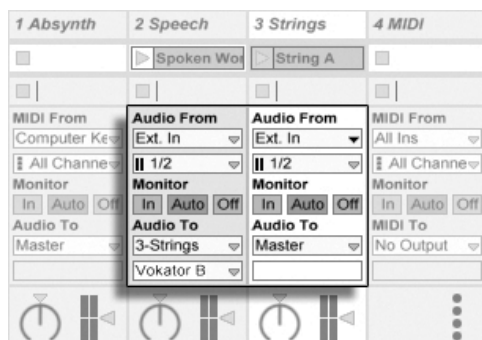 1 Absynth 2 Speech 3 Strings 4 MIDI
Spoken Wor String A
MIDI From Audio From Audio From MIDI From
Computer Ke Ext. In Ext. In All Ins
All Channe 1/2 1/2 All Channe
Monitor Monitor Monitor Monitor
In Auto Off In Auto Off In Auto Off In Auto Off
Audio To Audio To Audio To MIDI To
Master 3-Strings Master No Output
Vokator B